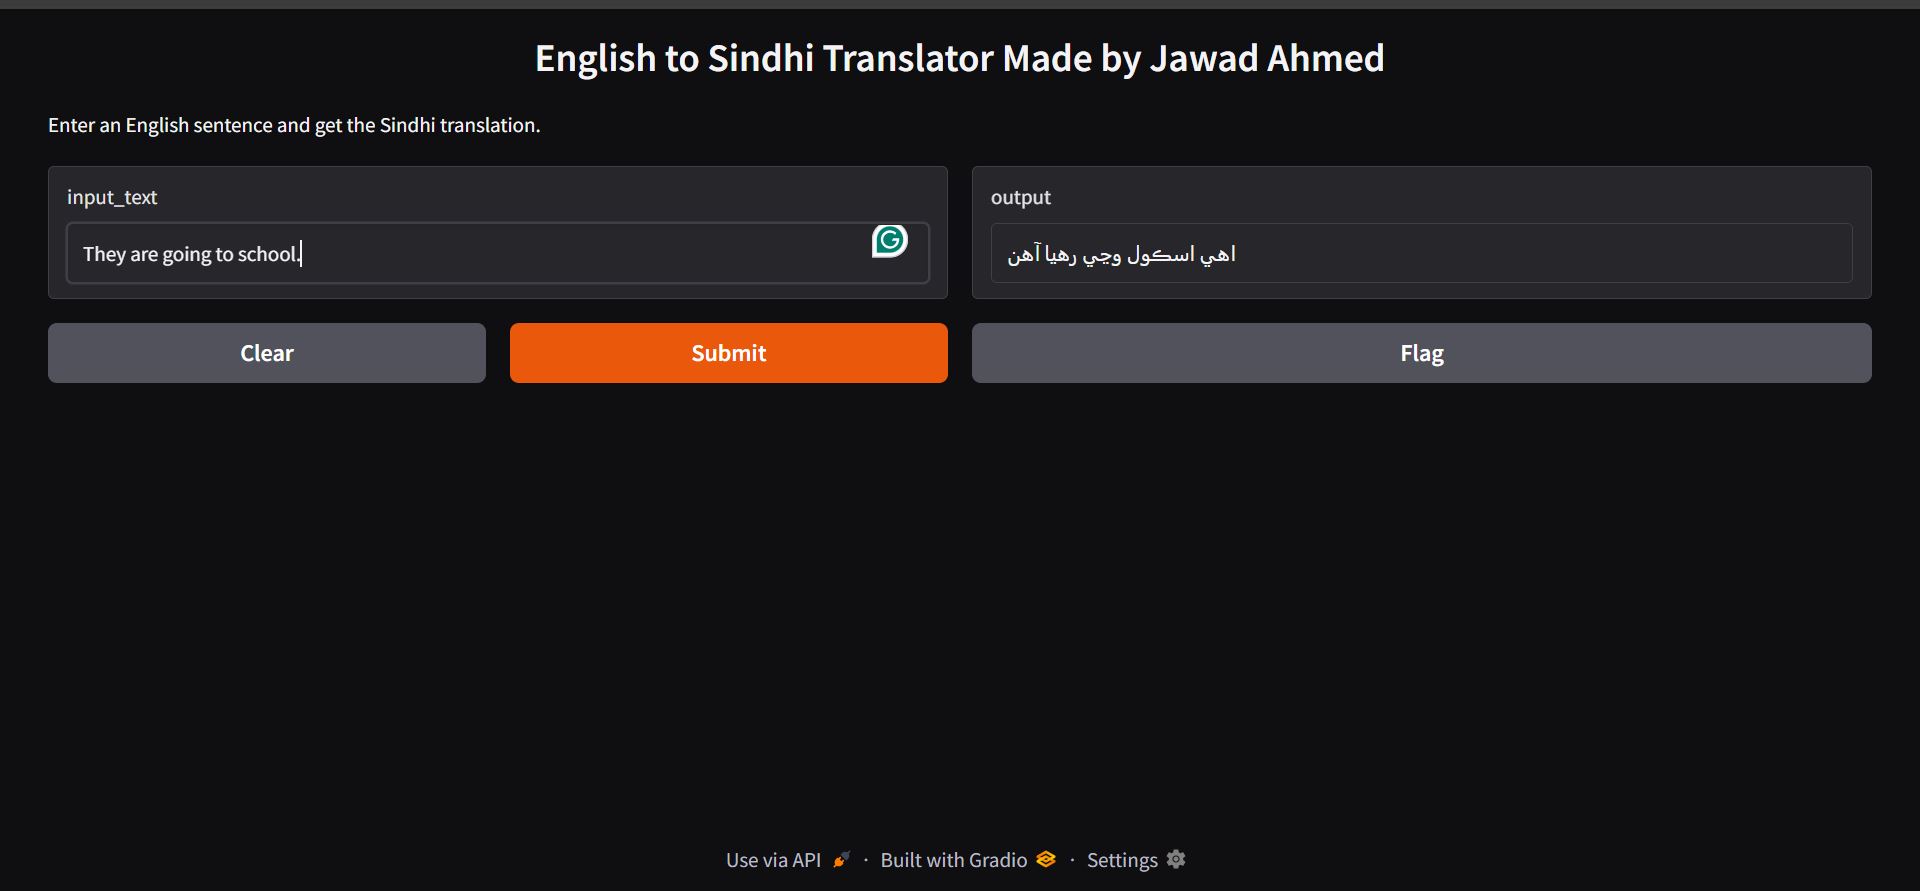 English to Sindhi Translator Made by Jawad Ahmed
Enter an English sentence and get the Sindhi translation.
input_text
They are going to school.
output
اهي اسڪول وڃي رهيا آهن
Clear
Submit
Flag
Use via API · Built with Gradio · Settings